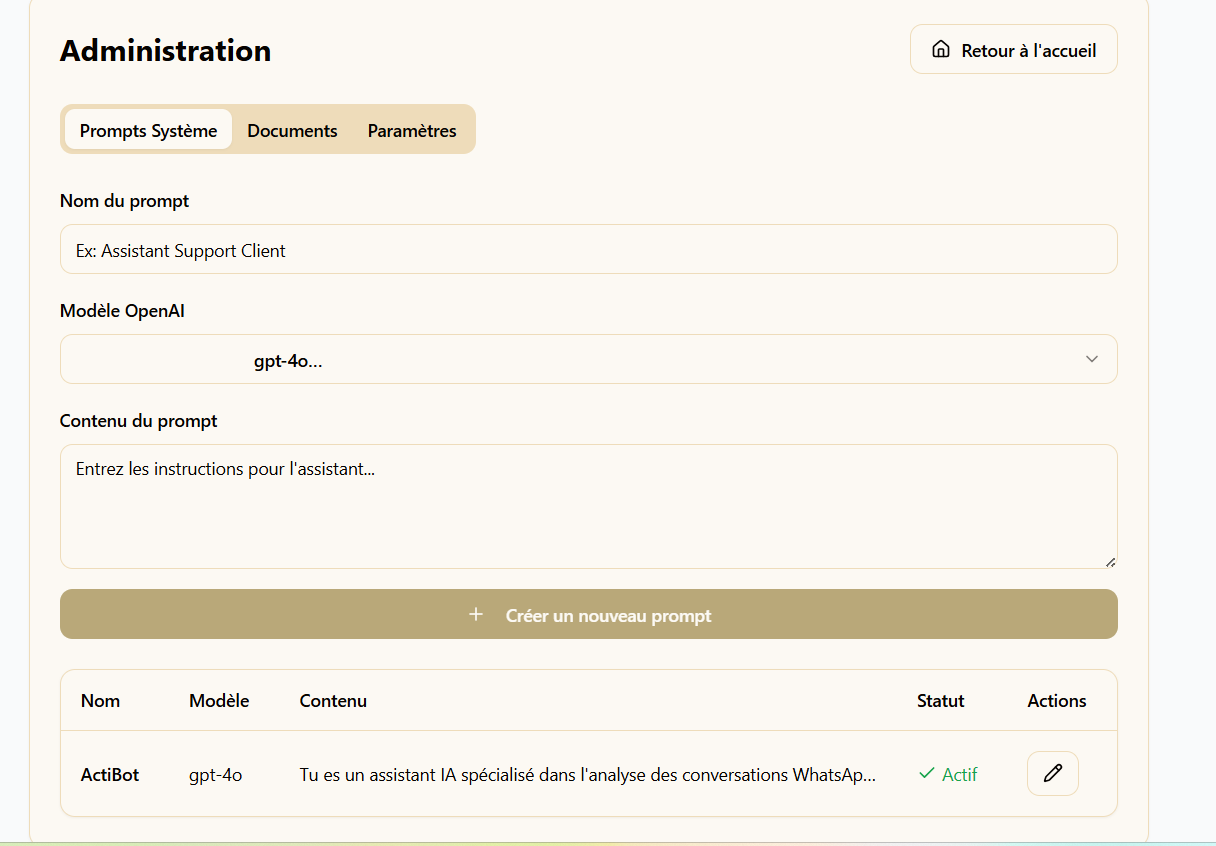 Administration
Retour à l'accueil
Prompts Système
Documents
Paramètres
Nom du prompt
Ex: Assistant Support Client
Modèle OpenAI
gpt-4o...
Contenu du prompt
Entrez les instructions pour l'assistant...
+ Créer un nouveau prompt
Nom Modèle Contenu Statut Actions
ActiBot gpt-4o Tu es un assistant IA spécialisé dans l'analyse des conversations WhatsAp... Actif